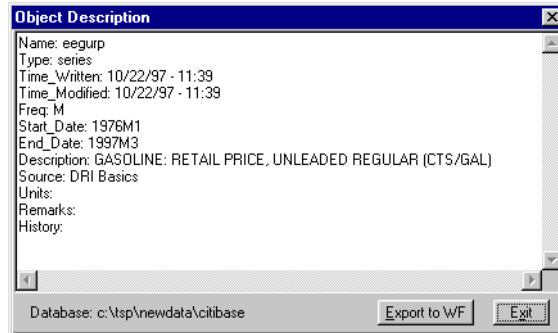 Object Description
Name: eegurp
Type: series
Time_Written: 10/22/97 - 11:39
Time_Modified: 10/22/97 - 11:39
Freq: M
Start_Date: 1976M1
End_Date: 1997M3
Description: GASOLINE: RETAIL PRICE, UNLEADED REGULAR (CTS/GAL)
Source: DRI Basics
Units:
Remarks:
History:
Database: c:\tsp\newdata\citibase
Export to WF
Exit